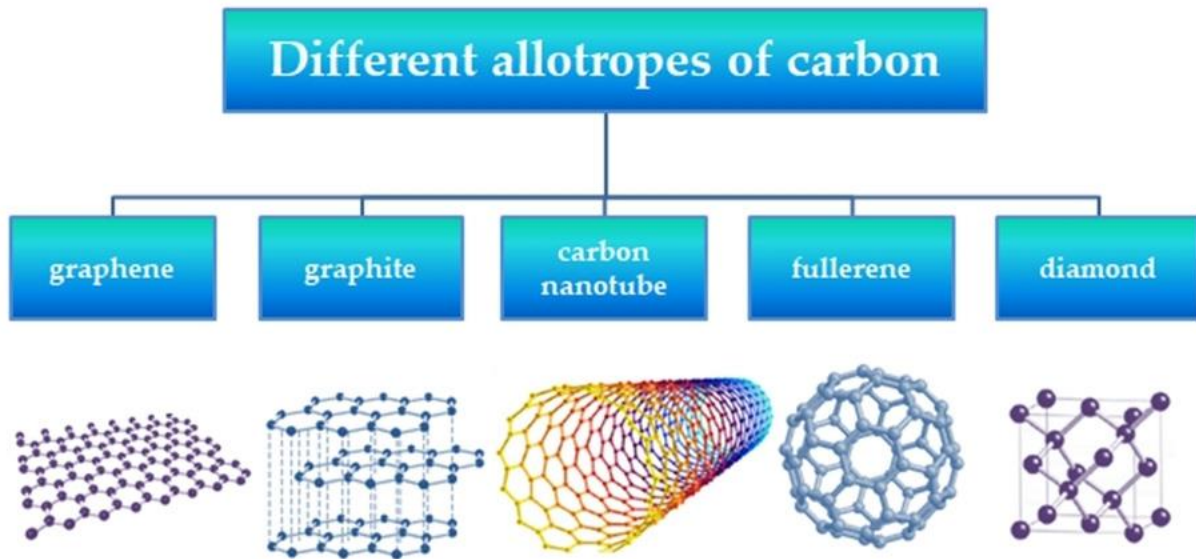 Different allotropes of carbon
graphene
graphite
carbon
nanotube
fullerene
diamond